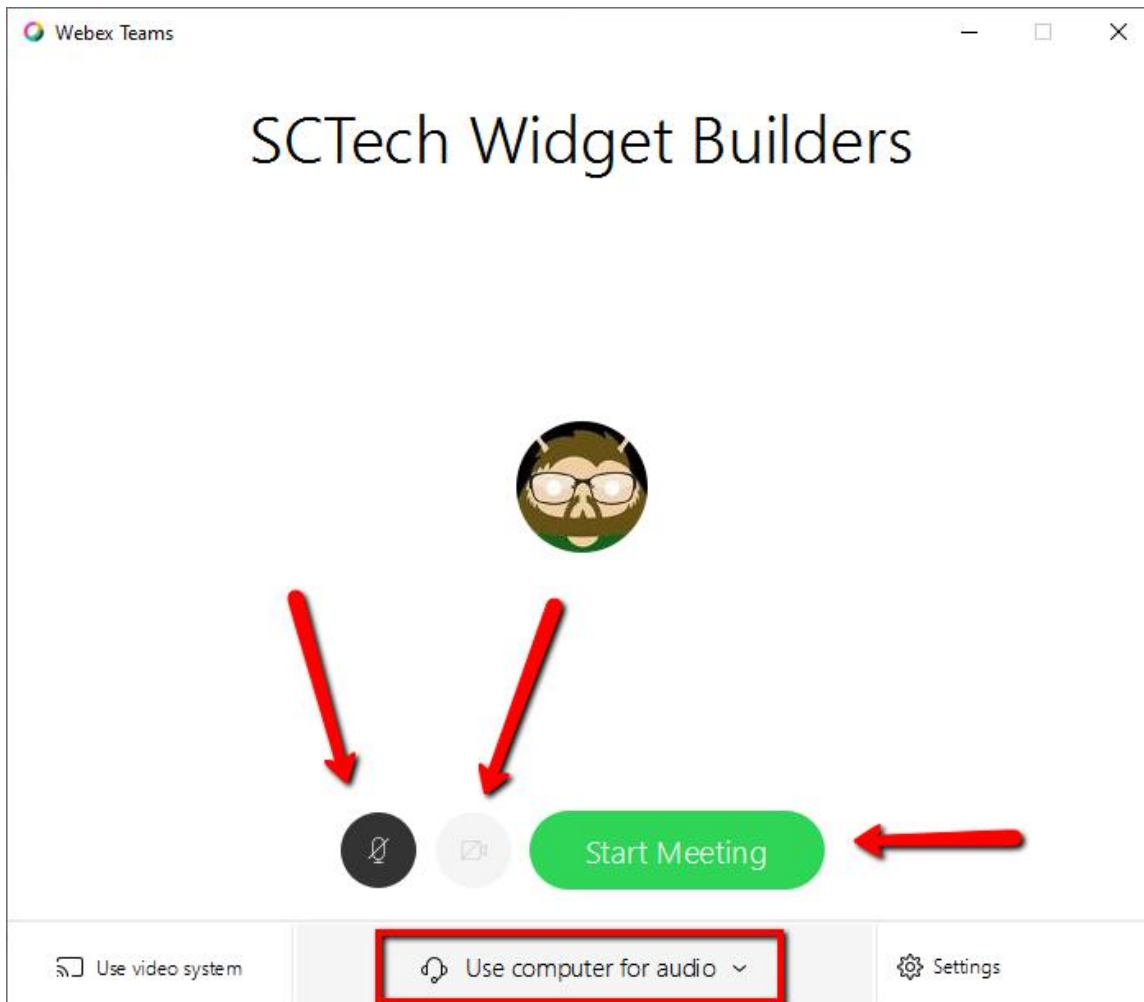 Webex Teams
SCTech Widget Builders
Start Meeting
Use video system
Use computer for audio
Settings